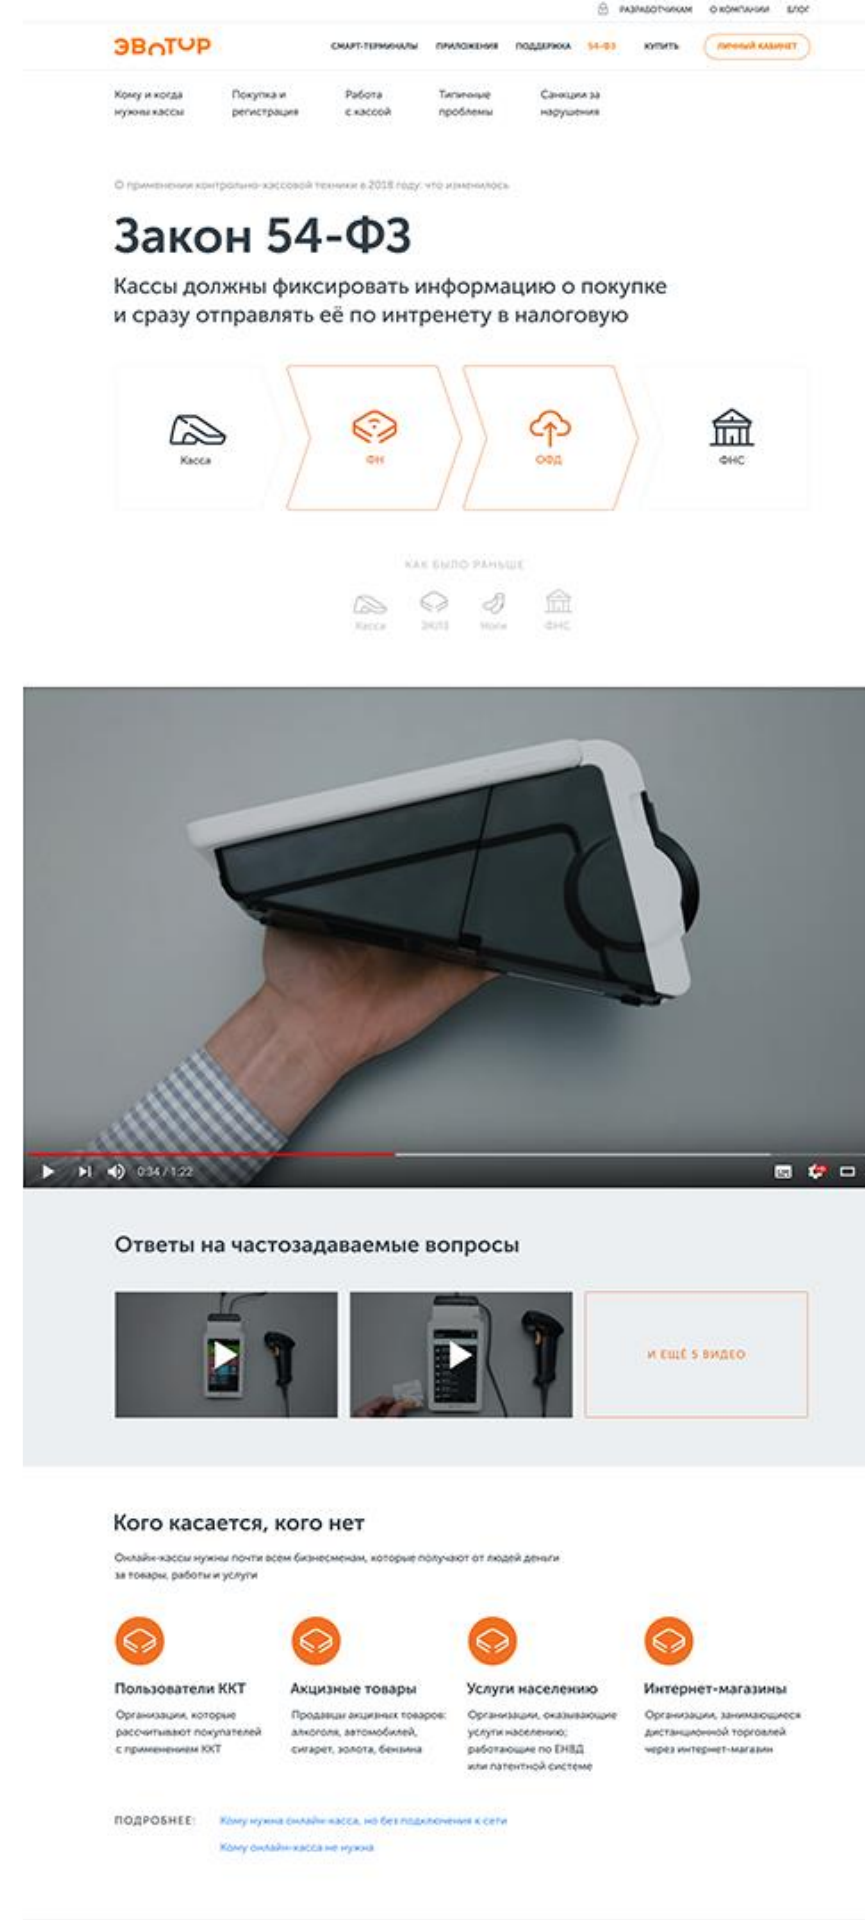 РАЗРАБОТЧИКАМ О КОМПАНИИ БЛОГ
ЭВОТОР СМАРТ-ТЕРМИНАЛЫ ПРИЛОЖЕНИЯ ПОДДЕРЖКА 54-ФЗ КУПИТЬ ЛИЧНЫЙ КАБИНЕТ
Кому и когда
нужны кассы
Покупка и
регистрация
Работа
с кассой
Типичные
проблемы
Санкции за
нарушения
О применении контрольно-кассовой техники в 2018 году: что изменилось
Закон 54-ФЗ
Кассы должны фиксировать информацию о покупке
и сразу отправлять её по интренету в налоговую
Касса ФН ОФД ФНС
КАК БЫЛО РАНЬШЕ
Касса ЭКЛЗ Ноги ФНС
0:34 / 1:22
Ответы на частозадаваемые вопросы
И ЕЩЁ 5 ВИДЕО
Кого касается, кого нет
Онлайн-кассы нужны почти всем бизнесменам, которые получают от людей деньги
за товары, работы и услуги
Пользователи ККТ
Организации, которые
рассчитывают покупателей
с применением ККТ
Акцизные товары
Продавцы акцизных товаров:
алкоголя, автомобилей,
сигарет, золота, бензина
Услуги населению
Организации, оказывающие
услуги населению;
работающие по ЕНВД
или патентной системе
Интернет-магазины
Организации, занимающиеся
дистанционной торговлей
через интернет-магазин
ПОДРОБНЕЕ: Кому нужна онлайн-касса, но без подключения к сети
Кому онлайн-касса не нужна